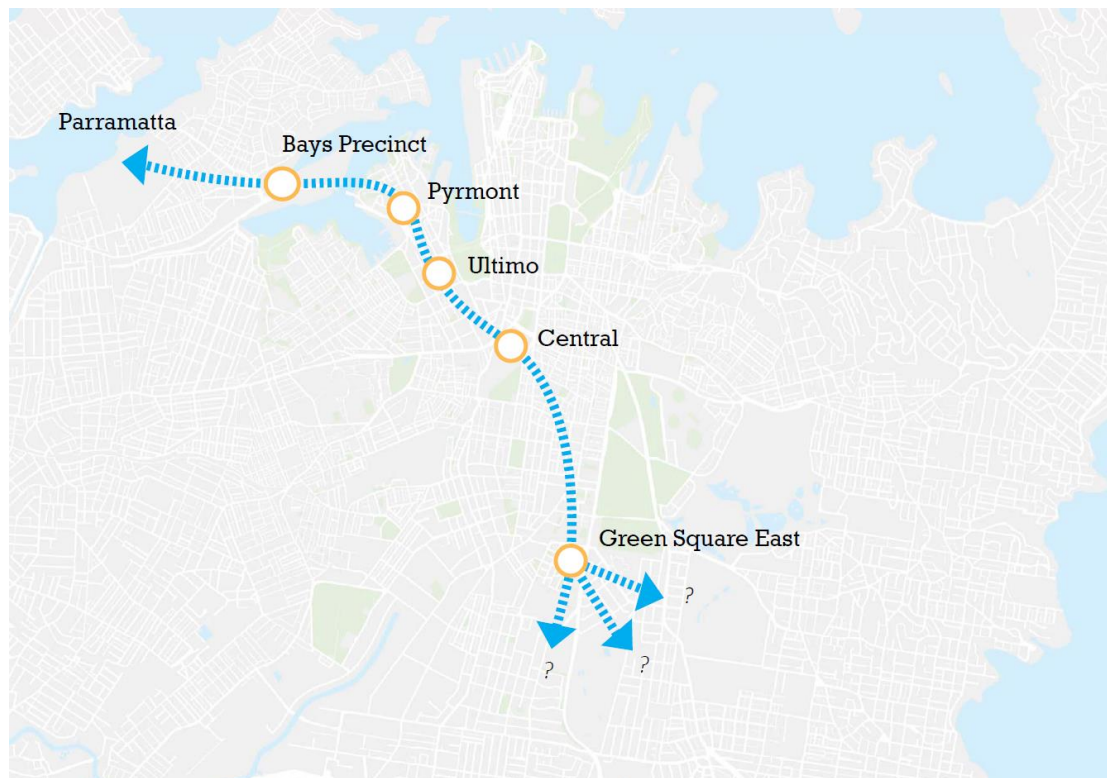 Parramatta
Bays Precinct
Pyrmont
Ultimo
Central
Green Square East
?
?
?